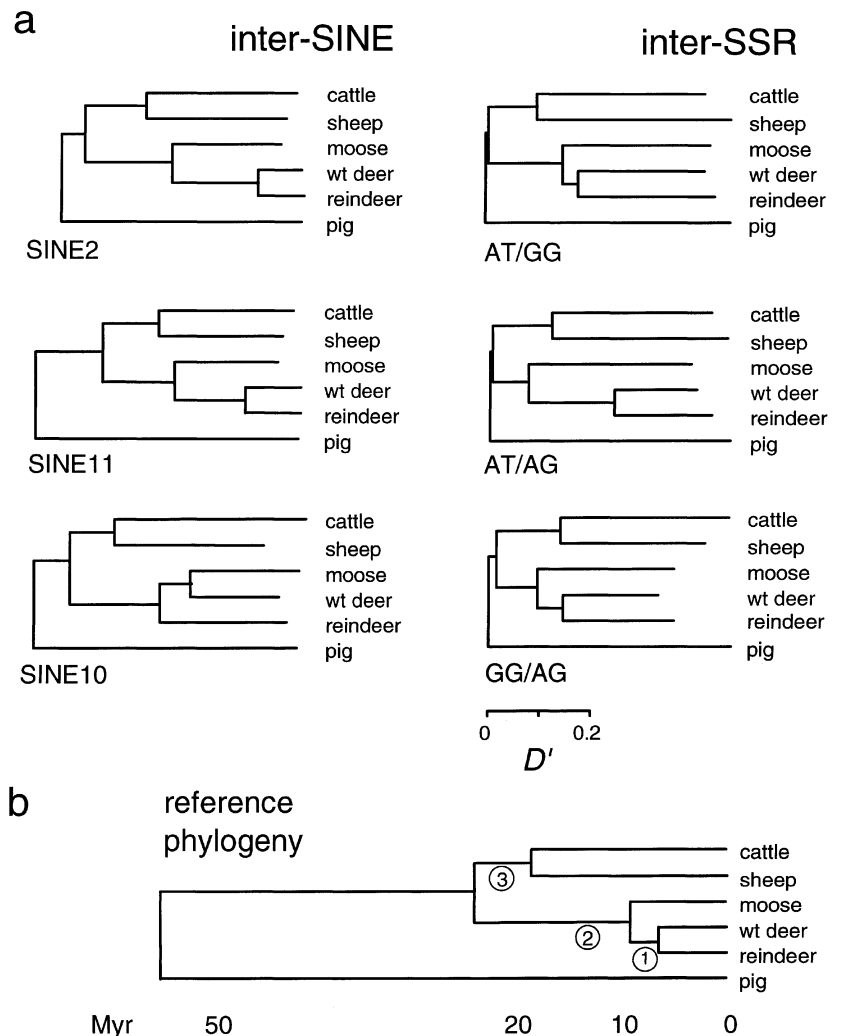 a
inter-SINE
cattle
sheep
moose
wt deer
reindeer
pig
SINE2
cattle
sheep
moose
wt deer
reindeer
pig
SINE11
cattle
sheep
moose
wt deer
reindeer
pig
SINE10
inter-SSR
cattle
sheep
moose
wt deer
reindeer
pig
AT/GG
cattle
sheep
moose
wt deer
reindeer
pig
AT/AG
cattle
sheep
moose
wt deer
reindeer
pig
GG/AG
0 0.2
D'
b
reference
phylogeny
cattle
3
sheep
moose
2
wt deer
1
reindeer
pig
Myr 50 20 10 0